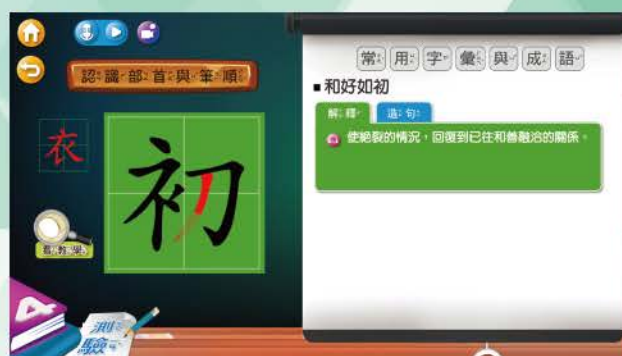 認識部首與筆順
衣
初
看教學
測
驗
常用字彙與成語
■和好如初
解釋
造句
使絕裂的情況，回復到已往和善融洽的關係。